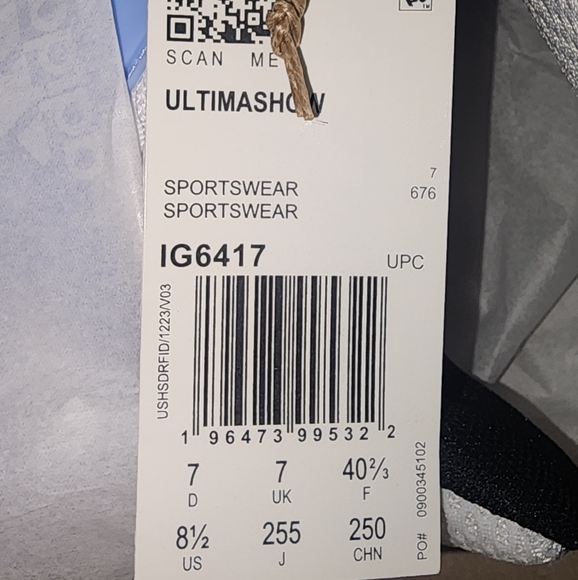 SCAN ME
ULTIMASHOW
7
SPORTSWEAR 676
SPORTSWEAR
IG6417
UPC
USHSDRFID/1223/V03
1 96473 99532 2
7 7 40⅔
D UK F
8½ 255 250
US J CHN
PO# 0900345102